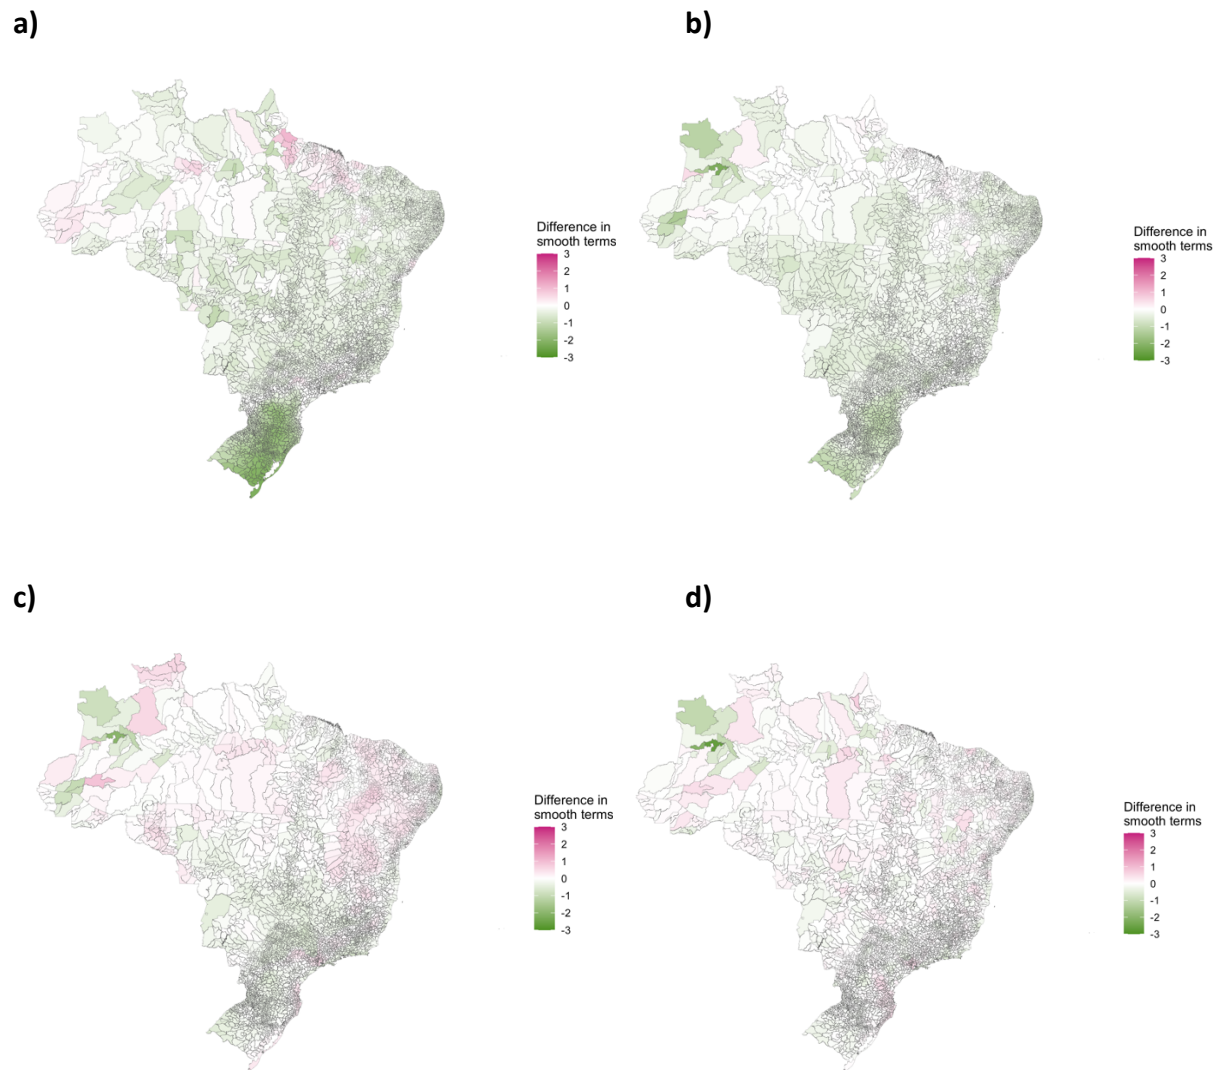 a)
b)
Difference in
smooth terms
3
2
1
0
-1
-2
-3
Difference in
smooth terms
3
2
1
0
-1
-2
-3
c)
d)
Difference in
smooth terms
3
2
1
0
-1
-2
-3
Difference in
smooth terms
3
2
1
0
-1
-2
-3